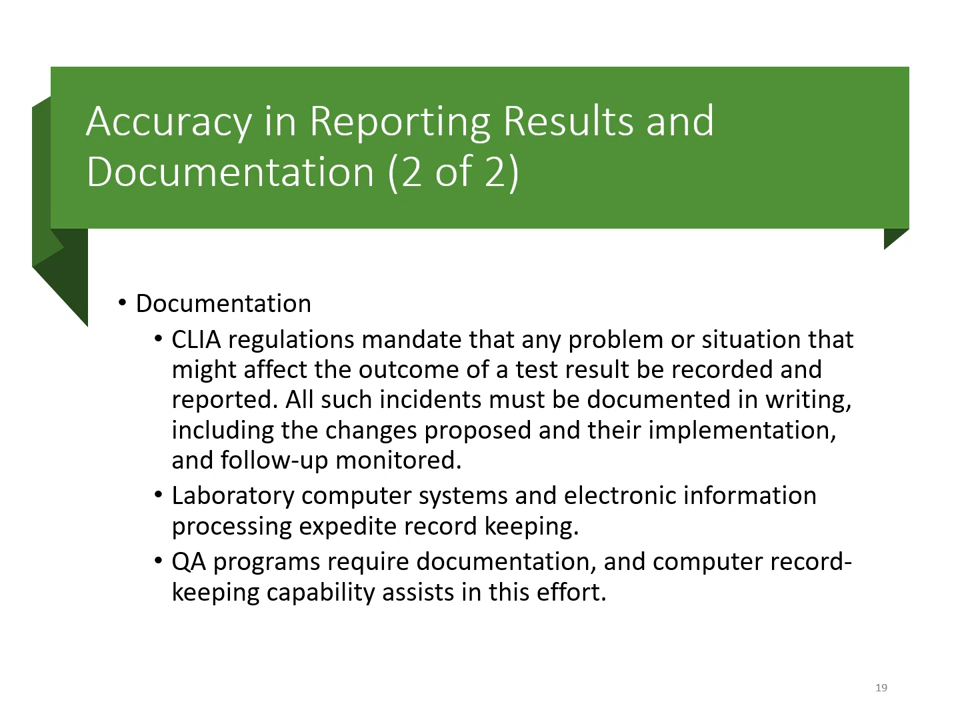 Accuracy in Reporting Results and
Documentation (2 of 2)
• Documentation
• CLIA regulations mandate that any problem or situation that
might affect the outcome of a test result be recorded and
reported. All such incidents must be documented in writing,
including the changes proposed and their implementation,
and follow-up monitored.
• Laboratory computer systems and electronic information
processing expedite record keeping.
• QA programs require documentation, and computer record-
keeping capability assists in this effort.
19